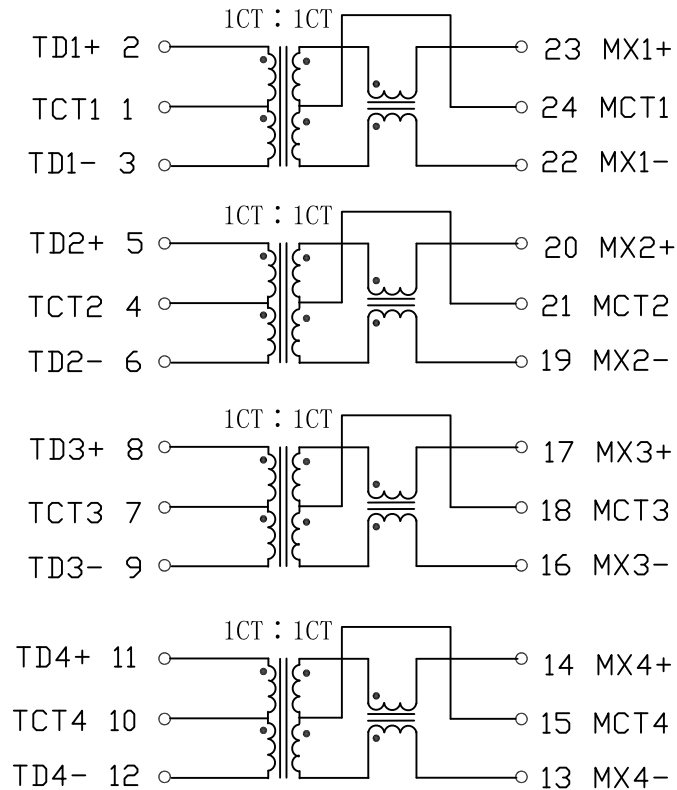 1CT : 1CT
TD1+ 2 23 MX1+
TCT1 1 24 MCT1
TD1- 3 22 MX1-
1CT : 1CT
TD2+ 5 20 MX2+
TCT2 4 21 MCT2
TD2- 6 19 MX2-
1CT : 1CT
TD3+ 8 17 MX3+
TCT3 7 18 MCT3
TD3- 9 16 MX3-
1CT : 1CT
TD4+ 11 14 MX4+
TCT4 10 15 MCT4
TD4- 12 13 MX4-